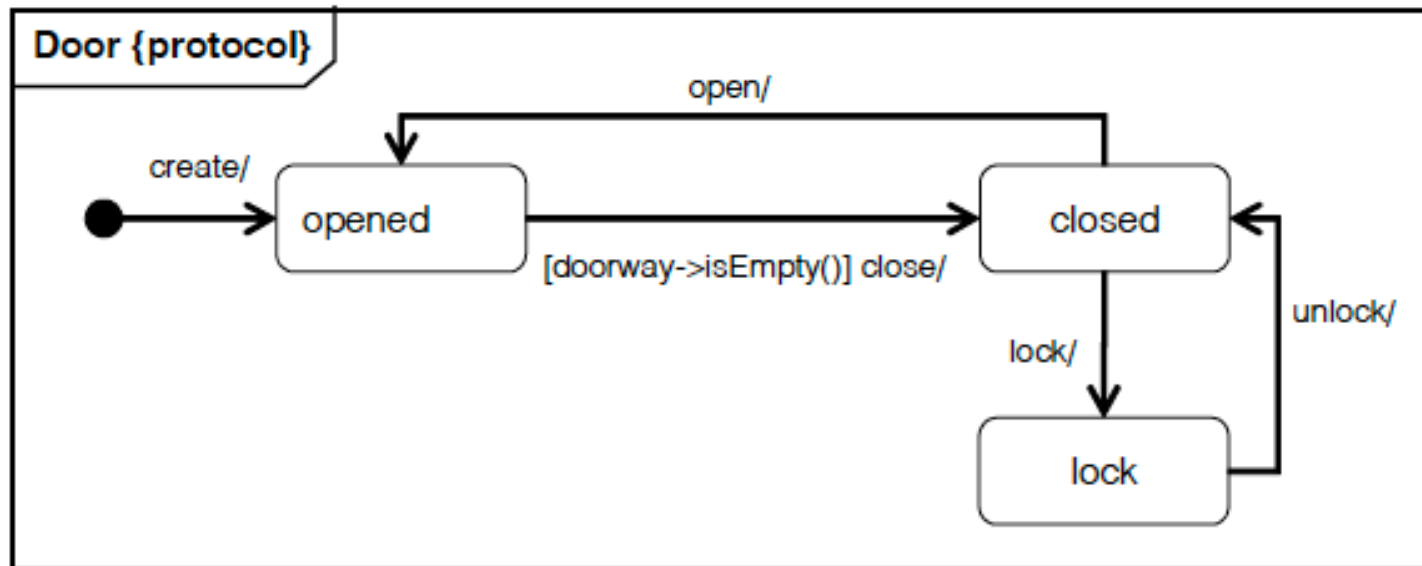 Door {protocol}
open/
create/
opened
closed
[doorway->isEmpty()] close/
unlock/
lock/
lock